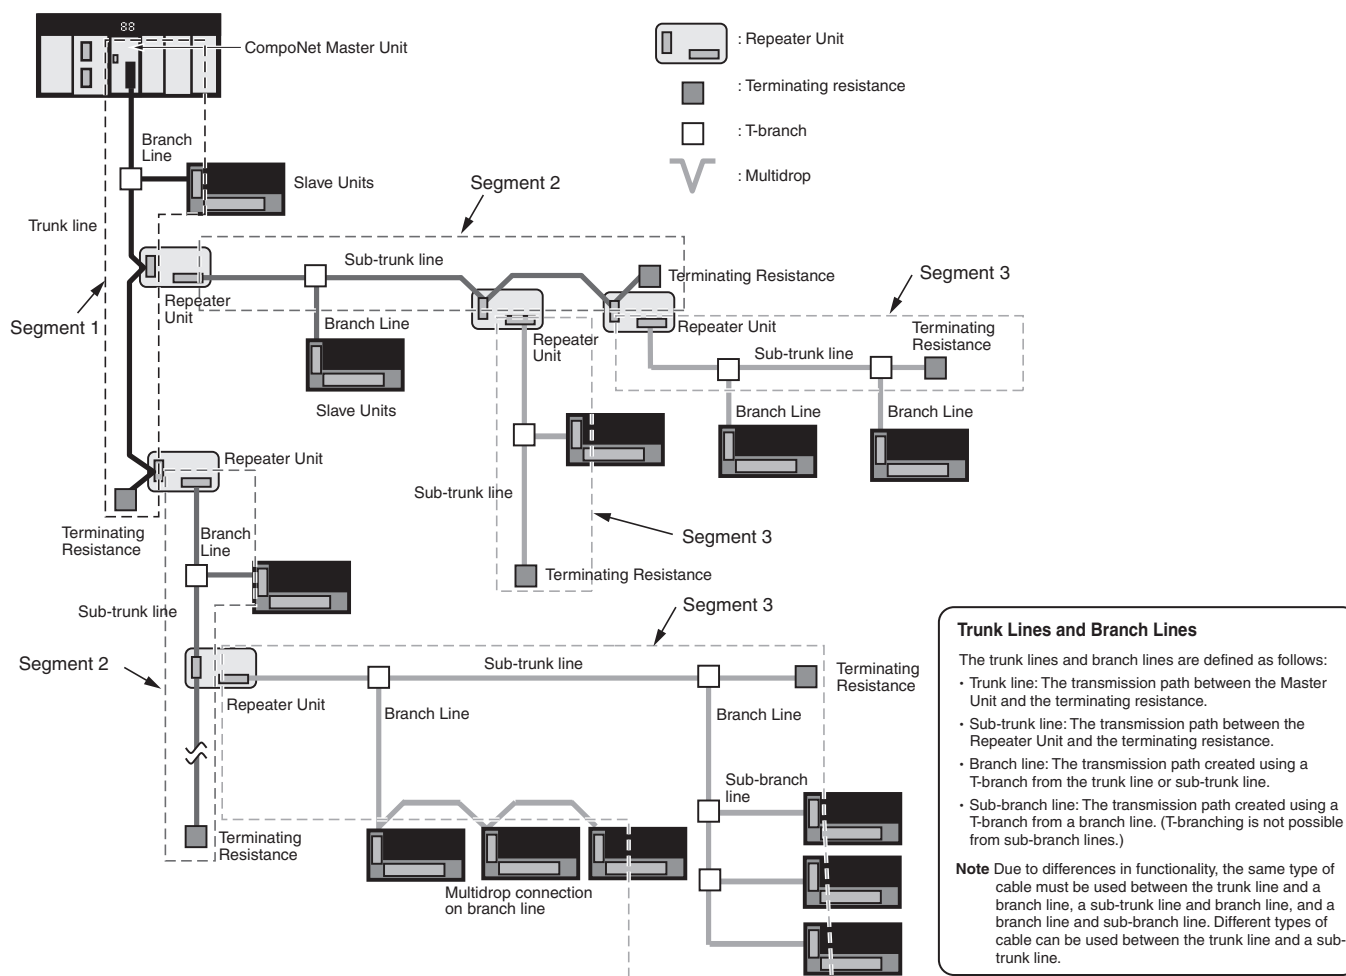 88
CompoNet Master Unit
: Repeater Unit
: Terminating resistance
: T-branch
: Multidrop
Branch
Line
Slave Units
Segment 2
Trunk line
Sub-trunk line
Terminating Resistance
Segment 3
Repeater
Unit
Segment 1
Branch Line
Repeater
Unit
Repeater Unit
Terminating
Resistance
Sub-trunk line
Slave Units
Branch Line
Branch Line
Repeater Unit
Sub-trunk line
Terminating
Resistance
Branch
Line
Segment 3
Terminating Resistance
Sub-trunk line
Segment 3
Segment 2
Sub-trunk line
Terminating
Resistance
Repeater Unit
Branch Line
Branch Line
Sub-branch
line
Terminating
Resistance
Multidrop connection
on branch line
Trunk Lines and Branch Lines
The trunk lines and branch lines are defined as follows:
· Trunk line: The transmission path between the Master
Unit and the terminating resistance.
· Sub-trunk line: The transmission path between the
Repeater Unit and the terminating resistance.
· Branch line: The transmission path created using a
T-branch from the trunk line or sub-trunk line.
· Sub-branch line: The transmission path created using a
T-branch from a branch line. (T-branching is not possible
from sub-branch lines.)
Note Due to differences in functionality, the same type of
cable must be used between the trunk line and a
branch line, a sub-trunk line and branch line, and a
branch line and sub-branch line. Different types of
cable can be used between the trunk line and a sub-
trunk line.